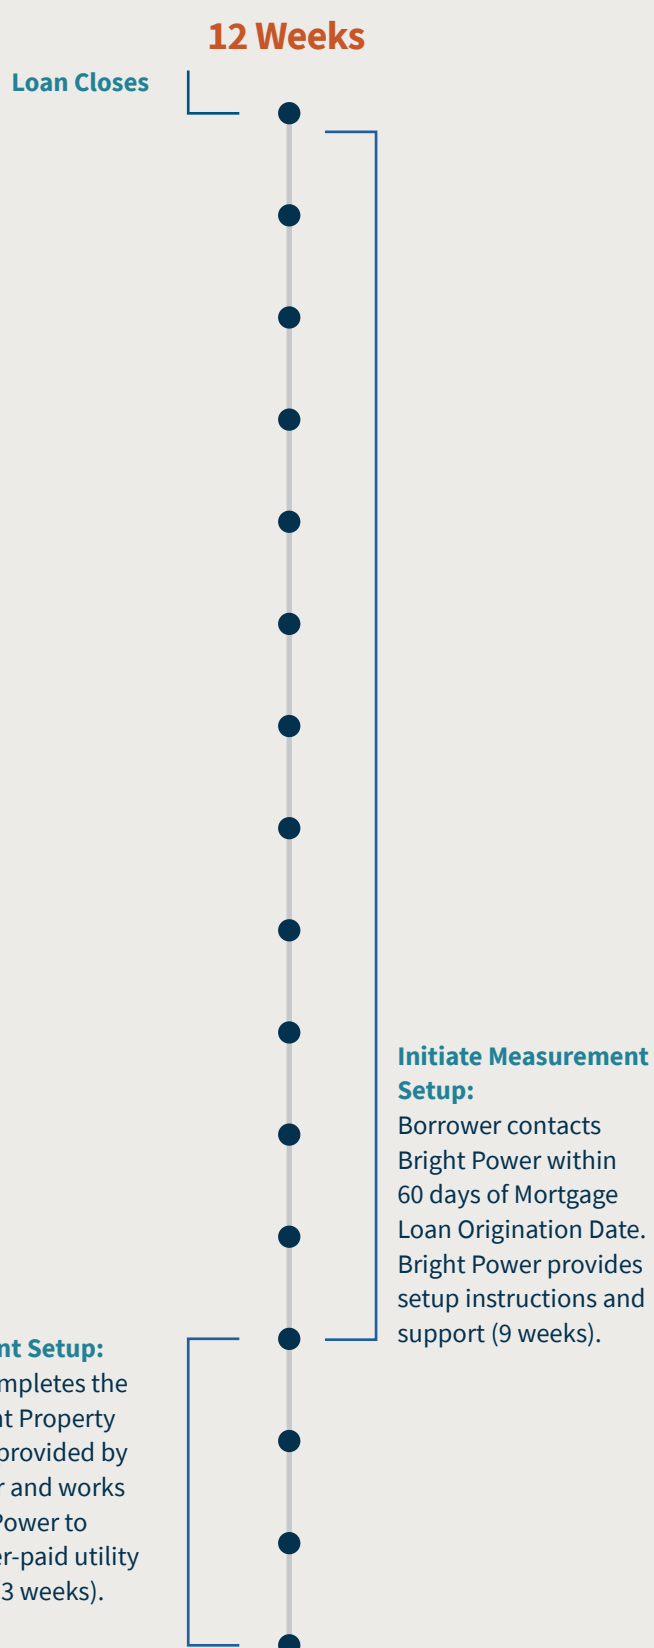 12 Weeks
Loan Closes
Initiate Measurement
Setup:
Borrower contacts
Bright Power within
60 days of Mortgage
Loan Origination Date.
Bright Power provides
setup instructions and
support (9 weeks).
nt Setup:
mpletes the
nt Property
provided by
r and works
Power to
er-paid utility
3 weeks).